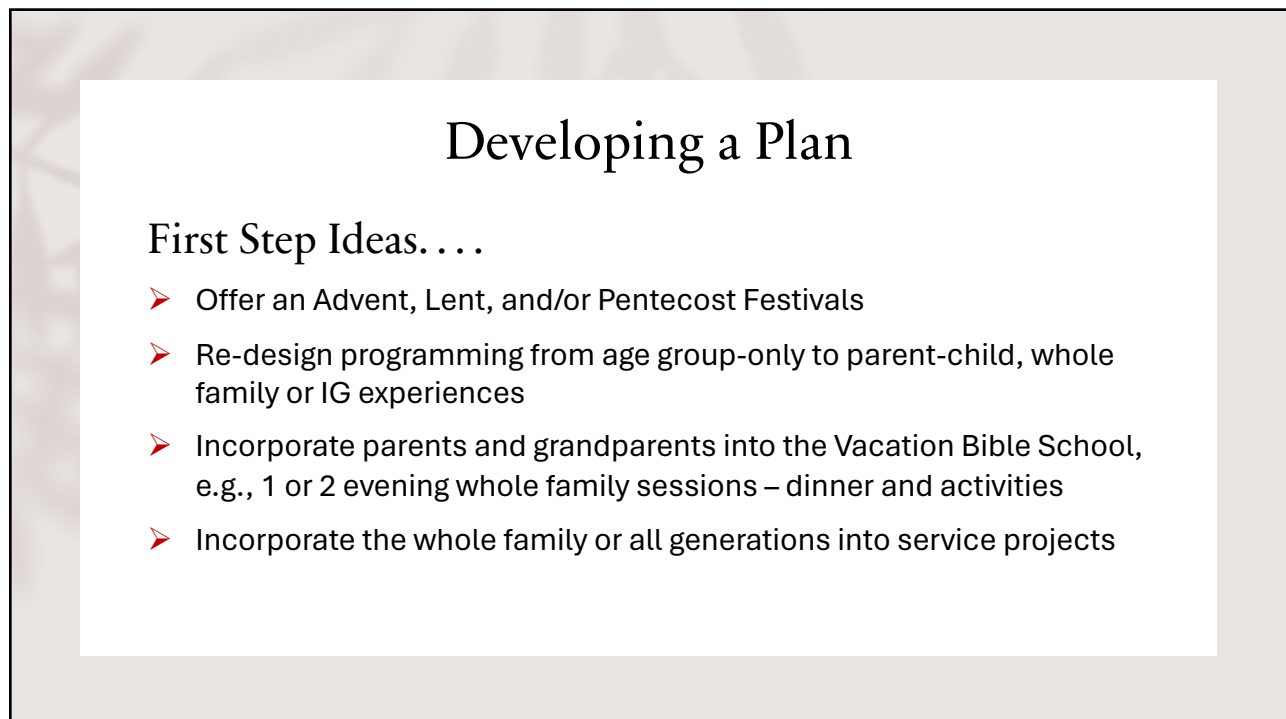 Developing a Plan
First Step Ideas....
➢ Offer an Advent, Lent, and/or Pentecost Festivals
➢ Re-design programming from age group-only to parent-child, whole
family or IG experiences
➢ Incorporate parents and grandparents into the Vacation Bible School,
e.g., 1 or 2 evening whole family sessions – dinner and activities
➢ Incorporate the whole family or all generations into service projects